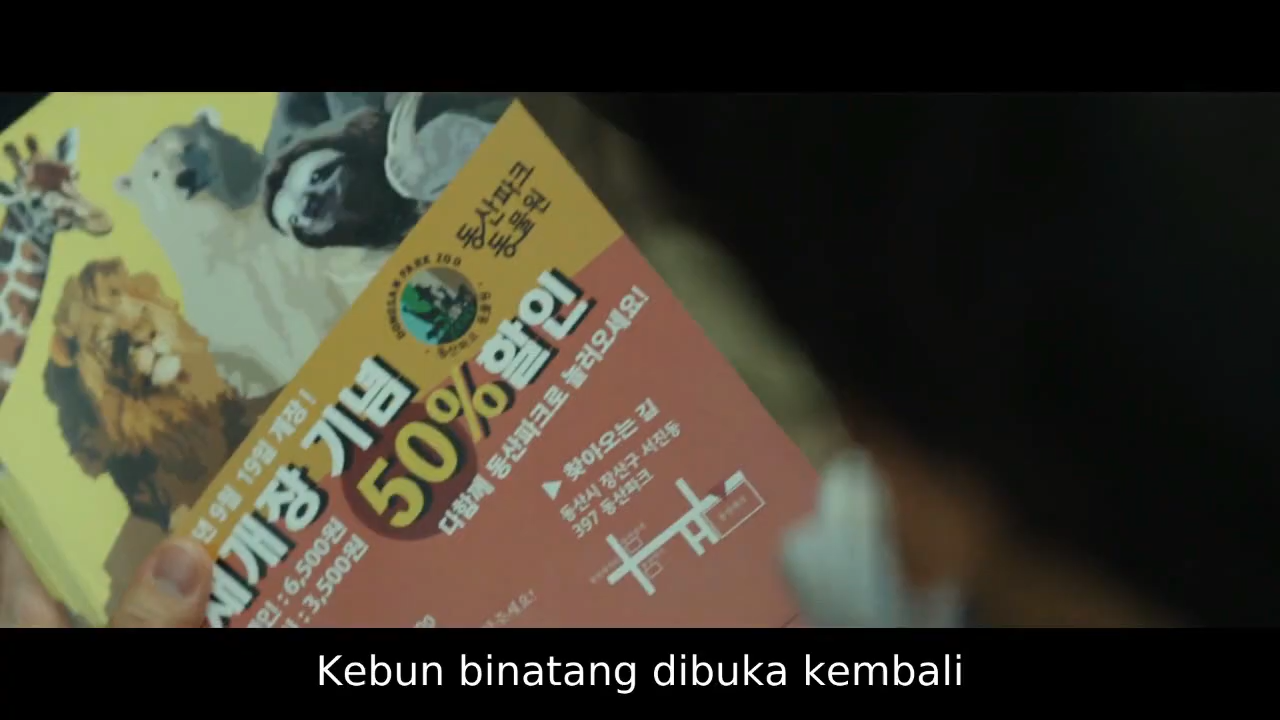 동산파크
동물원
DONGSAN PARK ZOO
년 9월 19일 개장!
재개장 기념
50%할인
다함께 동산파크로 놀러오세요!
6,500원
3,500원
▶ 찾아오는 길
동산시 장산구 서진동
397 동산파크
Kebun binatang dibuka kembali